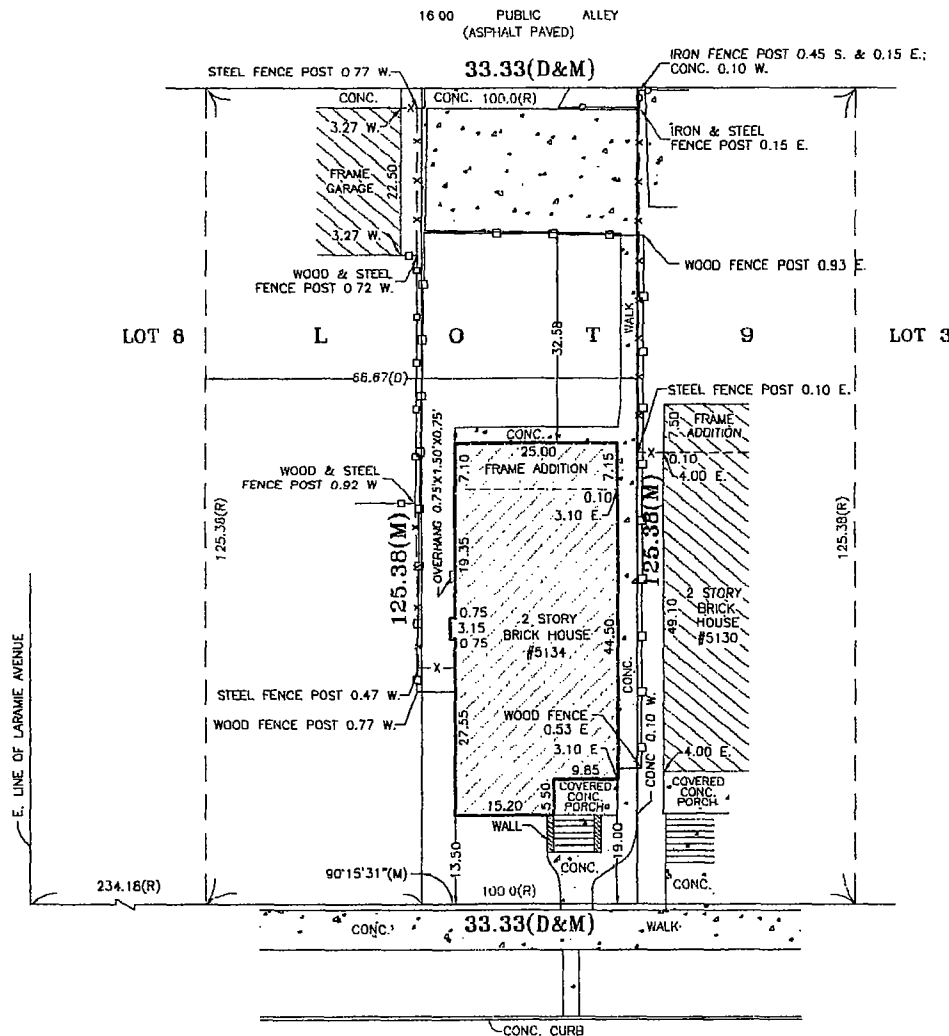 16 00 PUBLIC ALLEY
(ASPHALT PAVED)
IRON FENCE POST 0.45 S. & 0.15 E.;
CONC. 0.10 W.
STEEL FENCE POST 0.77 W.
33.33(D&M)
CONC.
CONC.
100.0(R)
3.27 W.
IRON & STEEL
FENCE POST 0.15 E.
FRAME
GARAGE
22.50
3.27 W.
WOOD & STEEL
FENCE POST 0 72 W.
WOOD FENCE POST 0.93 E.
WALK
32.58
LOT 8
L O T 9
LOT 3
66.67(D)
STEEL FENCE POST 0.10 E.
CONC.
25.00
FRAME ADDITION
7.10
7.15
FRAME
ADDITION
7.50
0.10
4.00 E.
0.10
3.10 E.
WOOD & STEEL
FENCE POST 0.92 W
OVERHANG 0.75'X1.50'X0.75'
125.38(R)
125.38(M)
19.35
125.38(M)
125.38(R)
0.75
3.15
0.75
2 STORY
BRICK HOUSE
#5134
44.50
49.10
2 STORY
BRICK
HOUSE
#5130
CONC.
STEEL FENCE POST 0.47 W.
WOOD FENCE POST 0.77 W.
27.55
WOOD FENCE
0.53 E
3.10 E.
CONC 0.10 W.
4.00 E.
9.85
COVERED
CONC.
PORCH
COVERED
CONC.
PORCH
5.50
15.20
WALL
E. LINE OF LARAMIE AVENUE
13.50
19.00
CONC.
CONC.
90°15'31"(M)
234.18(R)
100 0(R)
CONC.
33.33(D&M)
WALK
CONC. CURB